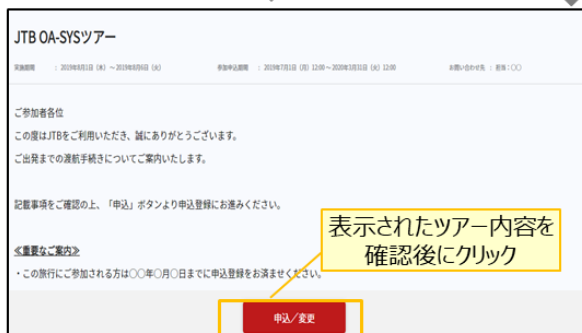 JTB OA-SYSツアー
実施期間 : 2019年8月1日 (木) ～2019年8月6日 (火) 参加申込期間 : 2019年7月1日 (月) 12:00～2020年3月31日 (火) 12:00 お問い合わせ先 : 担当：〇〇
ご参加者各位
この度はJTBをご利用いただき、誠にありがとうございます。
ご出発までの渡航手続きについてご案内いたします。
記載事項をご確認の上、「申込」ボタンより申込登録にお進みください。
表示されたツアー内容を
確認後にクリック
≪重要なご案内≫
・この旅行にご参加される方は〇〇年〇月〇日までに申込登録をお済ませください。
申込／変更